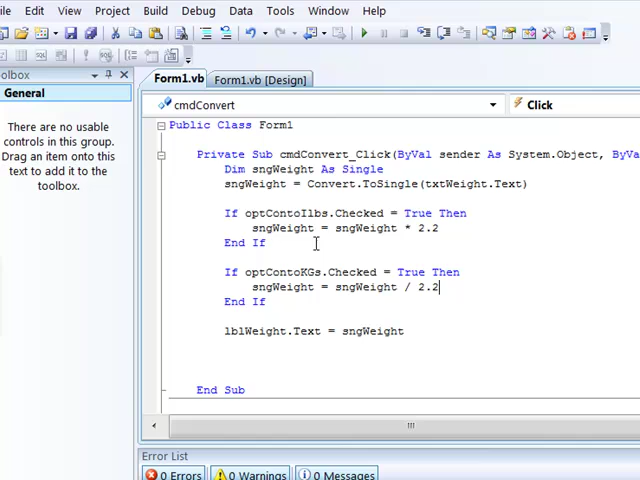 le Edit View Project Build Debug Data Tools Window Help
oolbox
Form1.vb Form1.vb [Design]
General
cmdConvert Click
There are no usable
controls in this group.
Drag an item onto this
text to add it to the
toolbox.
Public Class Form1
Private Sub cmdConvert_Click(ByVal sender As System.Object, ByVa
Dim sngWeight As Single
sngWeight = Convert.ToSingle(txtWeight.Text)
If optContoIlbs.Checked = True Then
sngWeight = sngWeight * 2.2
End If
If optContoKGs.Checked = True Then
sngWeight = sngWeight / 2.2
End If
lblWeight.Text = sngWeight
End Sub
Error List
0 Errors 0 Warnings 0 Messages